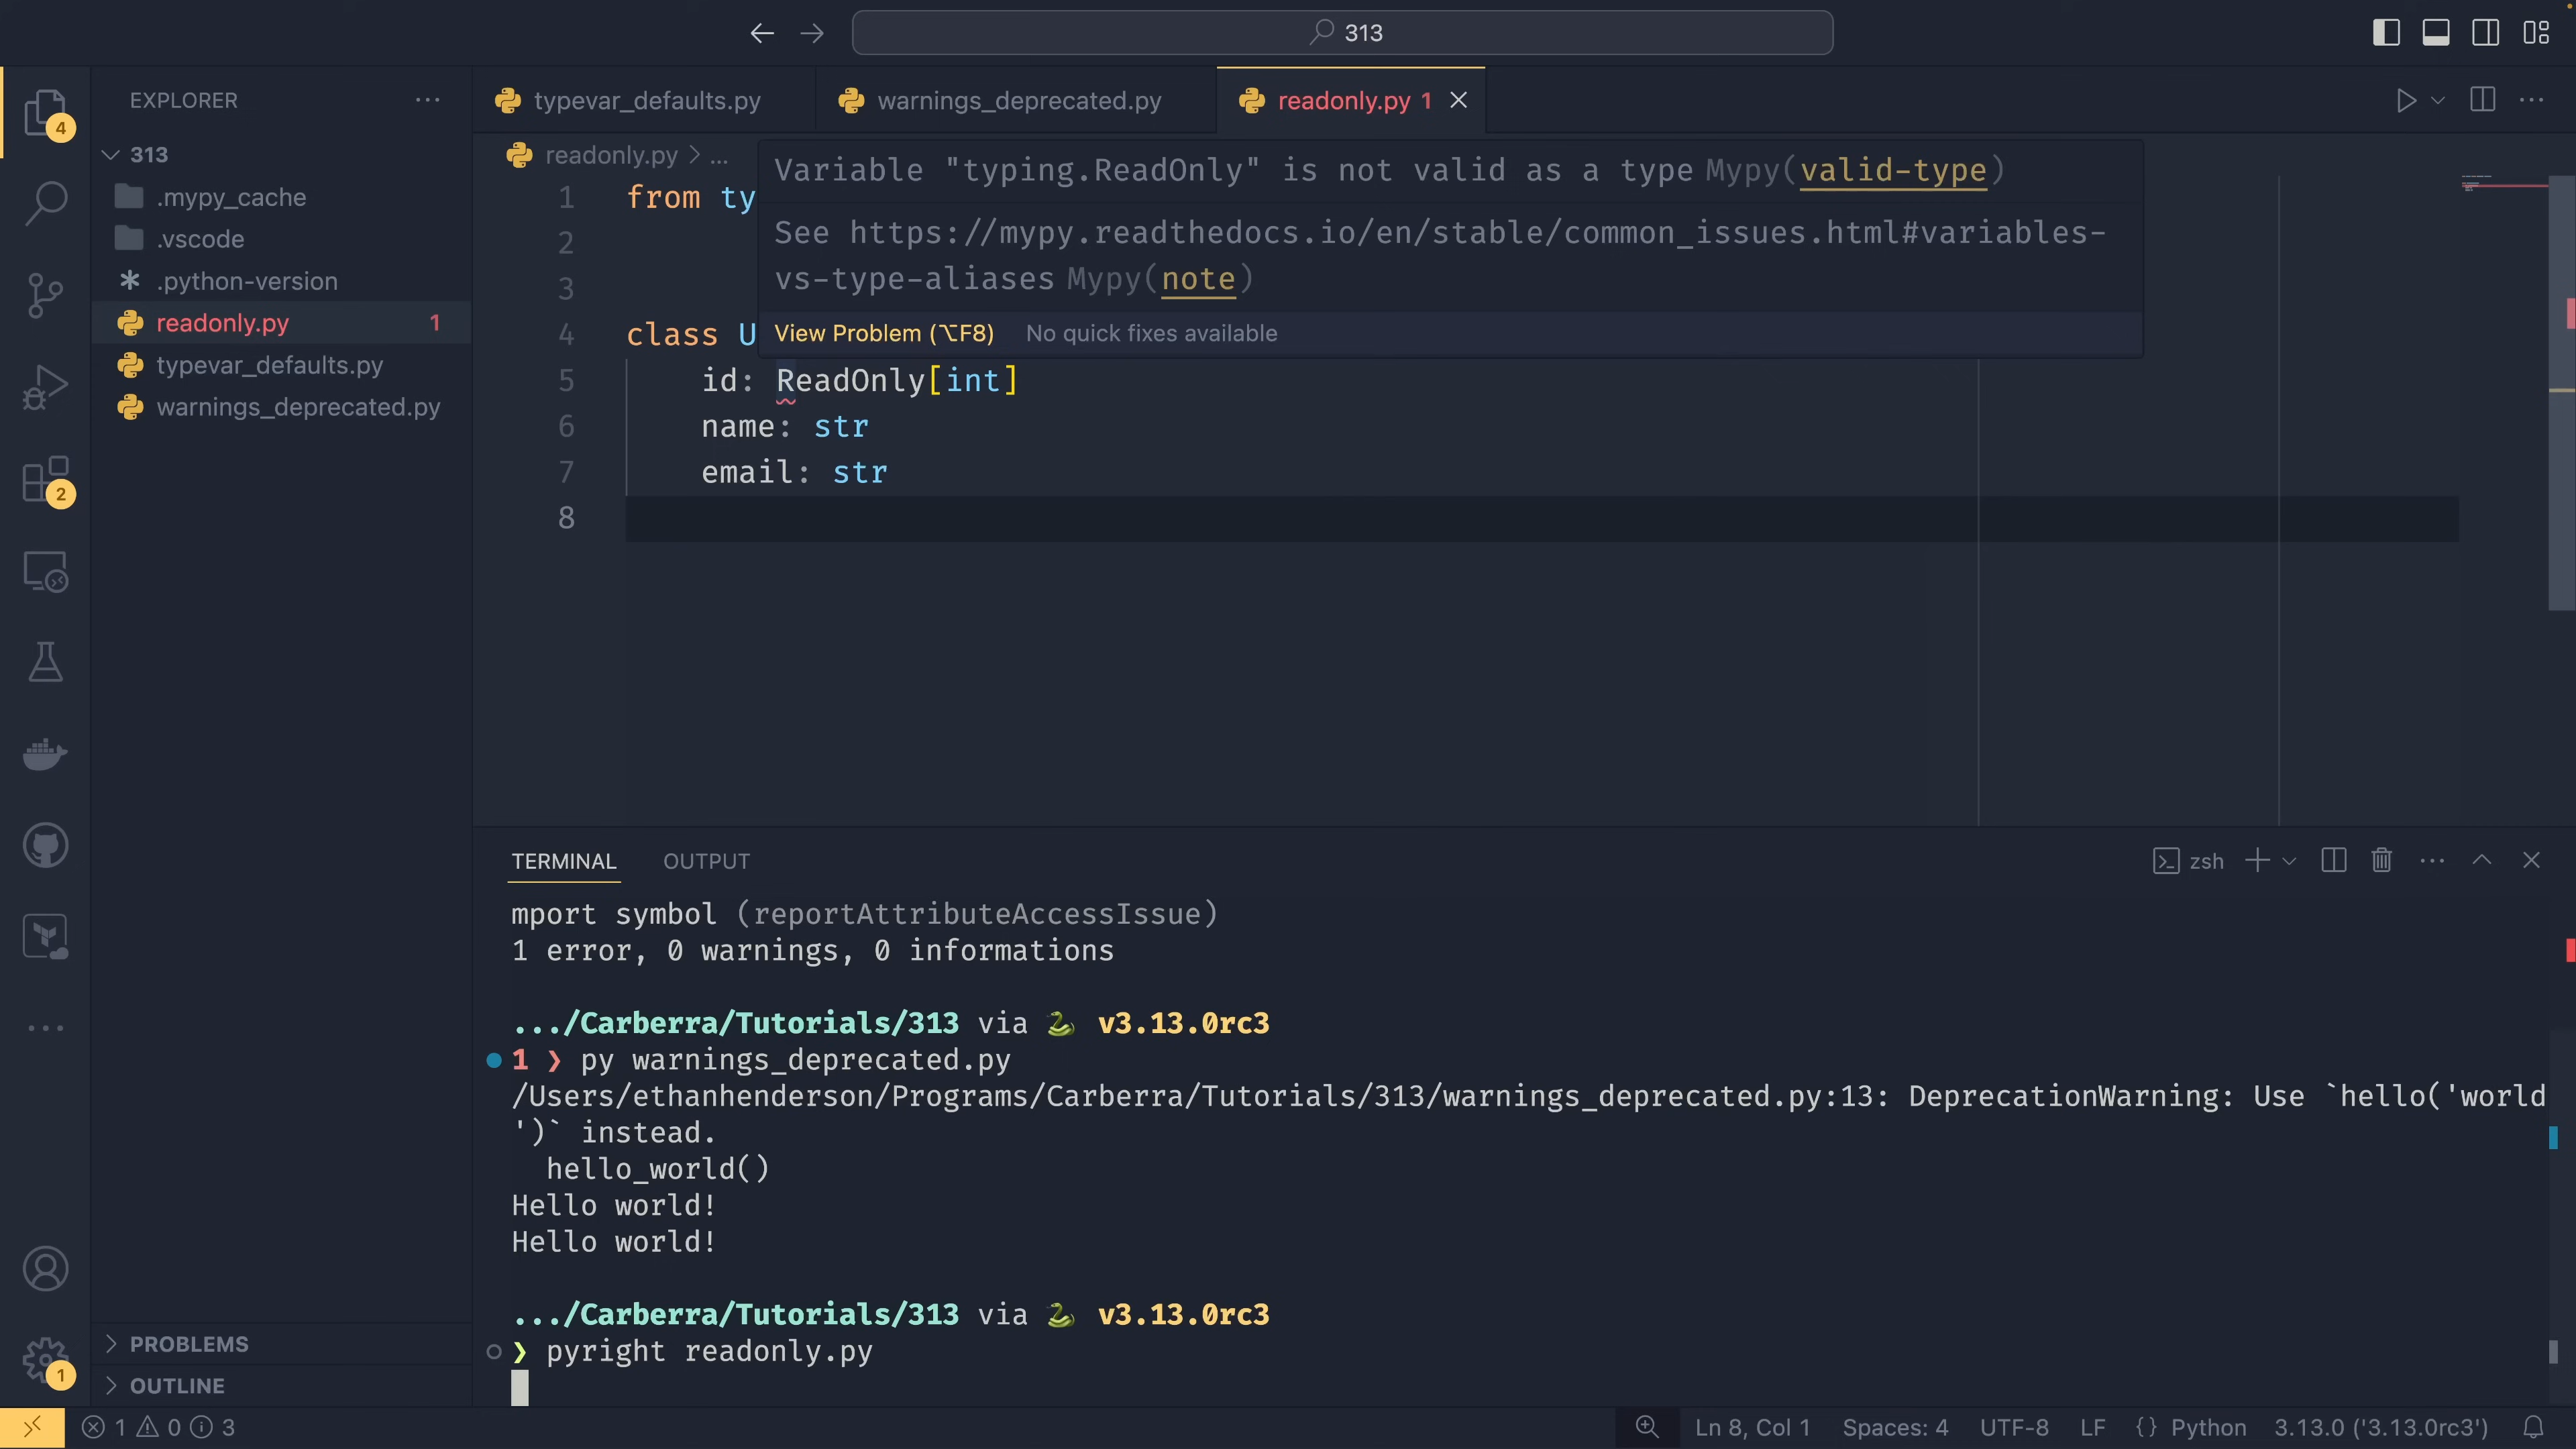 313
EXPLORER
typevar_defaults.py
warnings_deprecated.py
readonly.py 1
4
313
.mypy_cache
.vscode
.python-version
readonly.py 1
typevar_defaults.py
warnings_deprecated.py
2
readonly.py > ...
Variable "typing.ReadOnly" is not valid as a type Mypy(valid-type)
See https://mypy.readthedocs.io/en/stable/common_issues.html#variables-
vs-type-aliases Mypy(note)
View Problem (⌥F8) No quick fixes available
1 from ty
2
3
4 class U
5 id: ReadOnly[int]
6 name: str
7 email: str
8
TERMINAL OUTPUT
zsh
mport symbol (reportAttributeAccessIssue)
1 error, 0 warnings, 0 informations
.../Carberra/Tutorials/313 via 🐍 v3.13.0rc3
1 ❯ py warnings_deprecated.py
/Users/ethanhenderson/Programs/Carberra/Tutorials/313/warnings_deprecated.py:13: DeprecationWarning: Use `hello('world
')` instead.
hello_world()
Hello world!
Hello world!
.../Carberra/Tutorials/313 via 🐍 v3.13.0rc3
❯ pyright readonly.py
PROBLEMS
OUTLINE
1
1 0 3
Ln 8, Col 1 Spaces: 4 UTF-8 LF {} Python 3.13.0 ('3.13.0rc3')